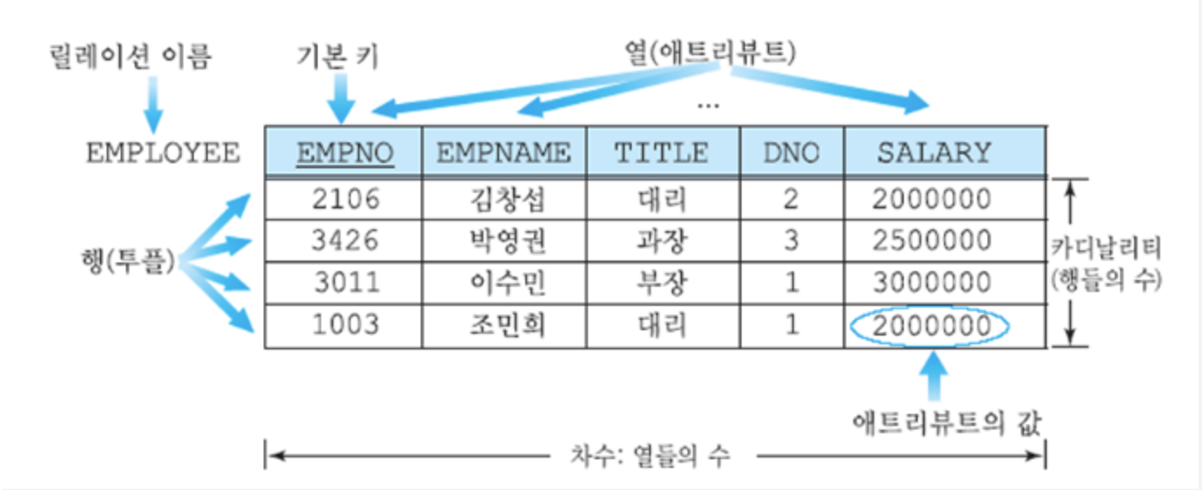 릴레이션 이름 기본 키 열(애트리뷰트)
...
EMPLOYEE EMPNO EMPNAME TITLE DNO SALARY
2106 김창섭 대리 2 2000000
3426 박영권 과장 3 2500000
행(투플)
카디날리티
(행들의 수)
3011 이수민 부장 1 3000000
1003 조민희 대리 1 2000000
애트리뷰트의 값
차수: 열들의 수